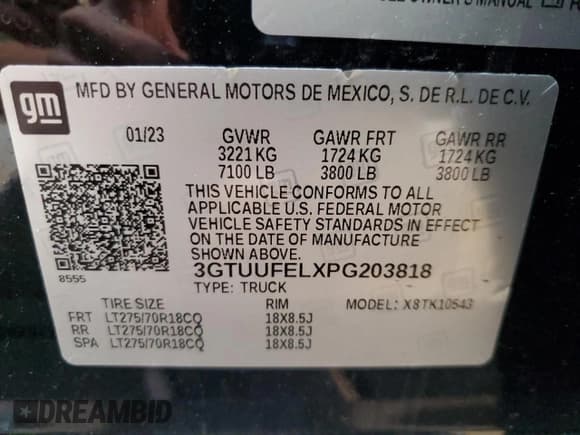 OWNER'S MANUAL
gm
MFD BY GENERAL MOTORS DE MEXICO, S. DE R.L. DE C.V.
01/23 GVWR GAWR FRT GAWR RR
3221 KG 1724 KG 1724 KG
7100 LB 3800 LB 3800 LB
THIS VEHICLE CONFORMS TO ALL
APPLICABLE U.S. FEDERAL MOTOR
VEHICLE SAFETY STANDARDS IN EFFECT
ON THE DATE OF MANUFACTURE
SHOWN ABOVE.
8555
3GTUUFELXPG203818
TYPE: TRUCK MODEL: X8TK10543
TIRE SIZE RIM
FRT LT275/70R18CQ 18X8.5J
RR LT275/70R18CQ 18X8.5J
SPA LT275/70R18CQ 18X8.5J
DREAMBID